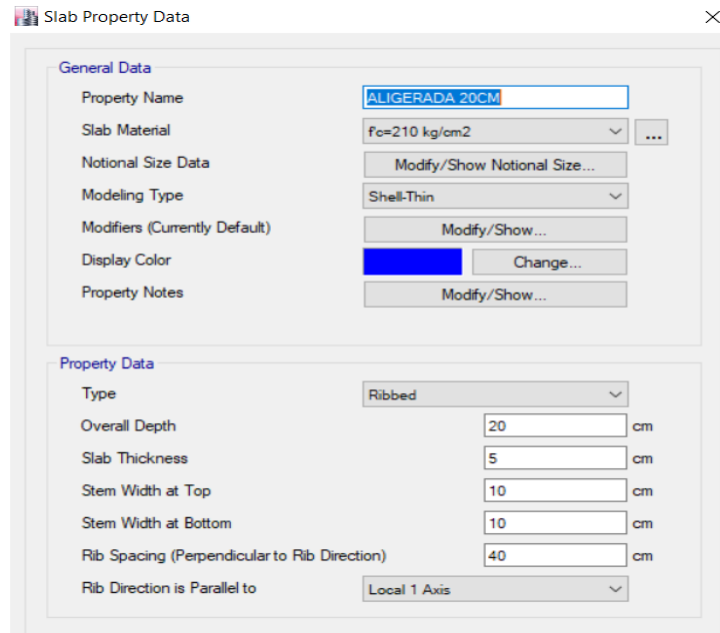 Slab Property Data
General Data
Property Name ALIGERADA 20CM
Slab Material f'c=210 kg/cm2 ...
Notional Size Data Modify/Show Notional Size...
Modeling Type Shell-Thin
Modifiers (Currently Default) Modify/Show...
Display Color Change...
Property Notes Modify/Show...
Property Data
Type Ribbed
Overall Depth 20 cm
Slab Thickness 5 cm
Stem Width at Top 10 cm
Stem Width at Bottom 10 cm
Rib Spacing (Perpendicular to Rib Direction) 40 cm
Rib Direction is Parallel to Local 1 Axis